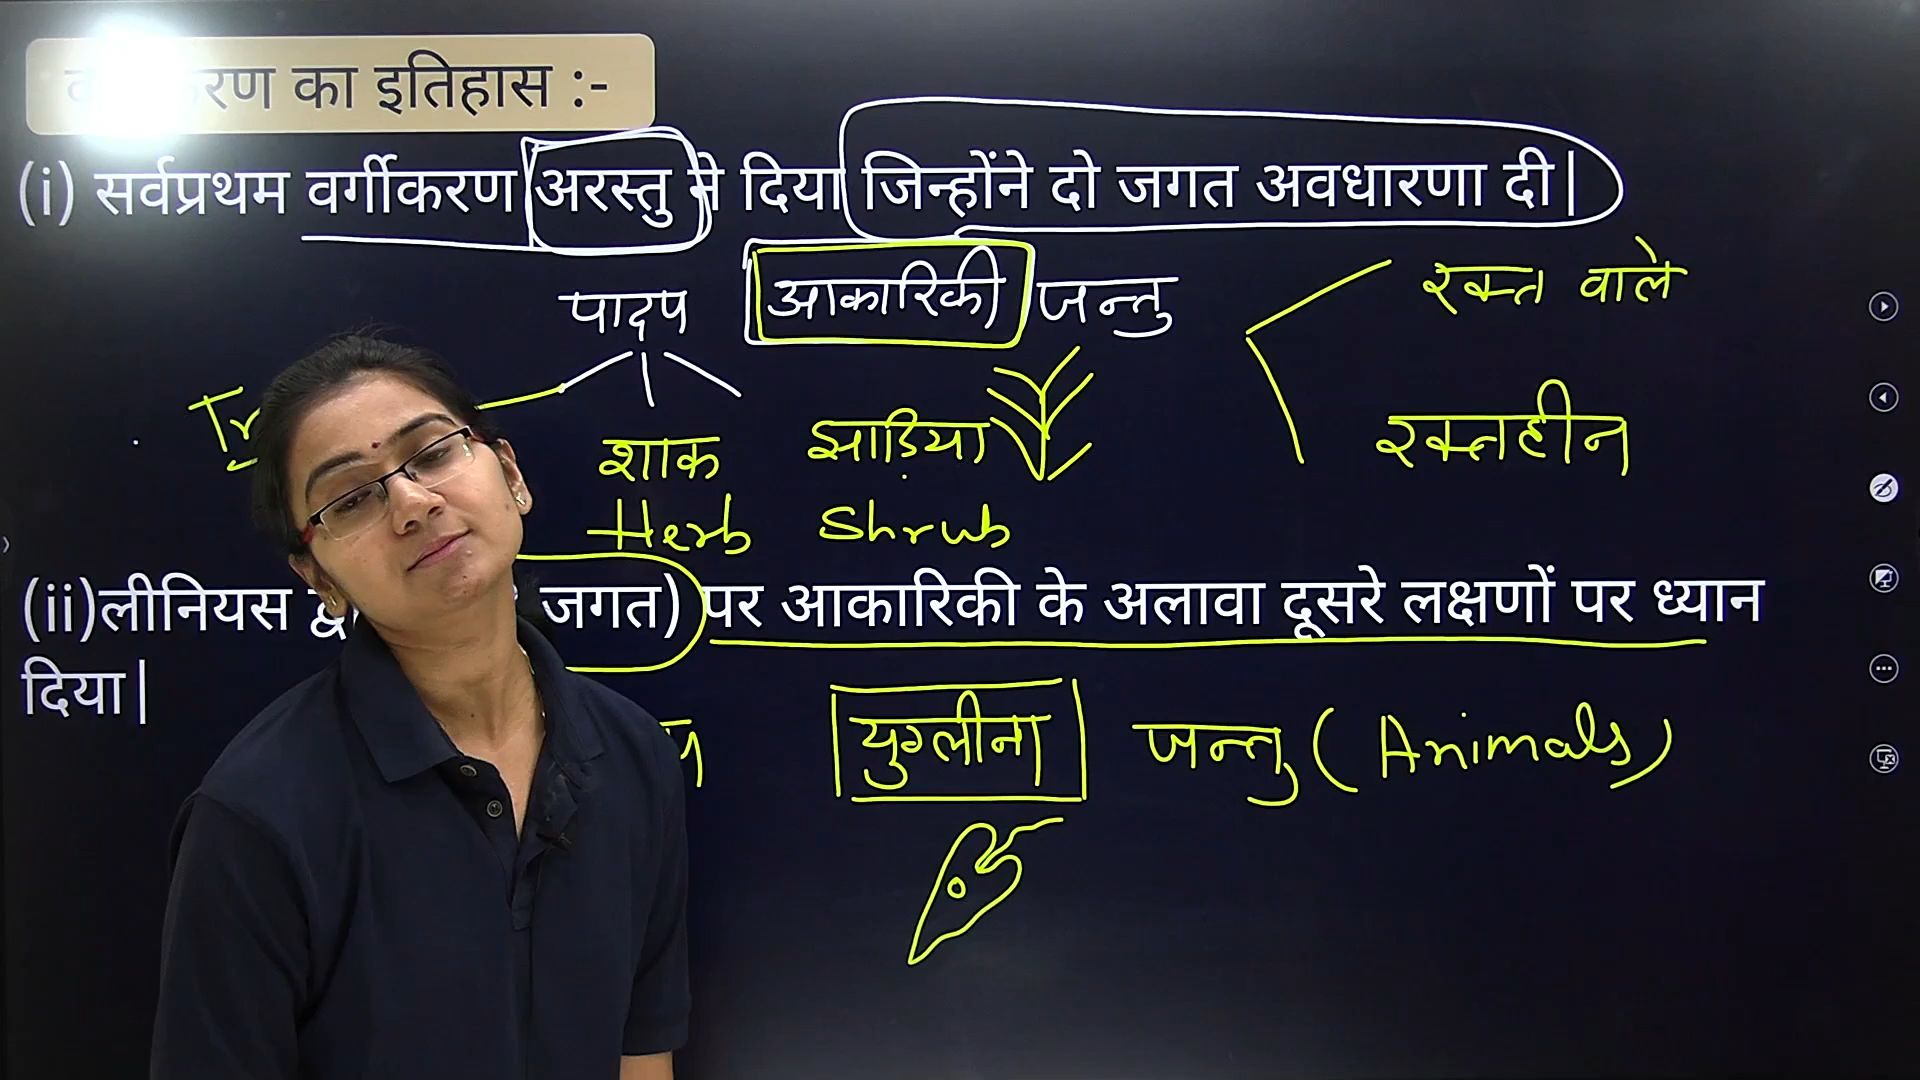 का इतिहास :-
(i) सर्वप्रथम वर्गीकरण अरस्तु ने दिया जिन्होंने दो जगत अवधारणा दी|
पादप आकारिकी जन्तु रक्त वाले
शाक झाड़िया रक्तहीन
Herb Shrub
(ii)लीनियस जगत) पर आकारिकी के अलावा दूसरे लक्षणों पर ध्यान
दिया|
युग्लीना जन्तु (Animals)